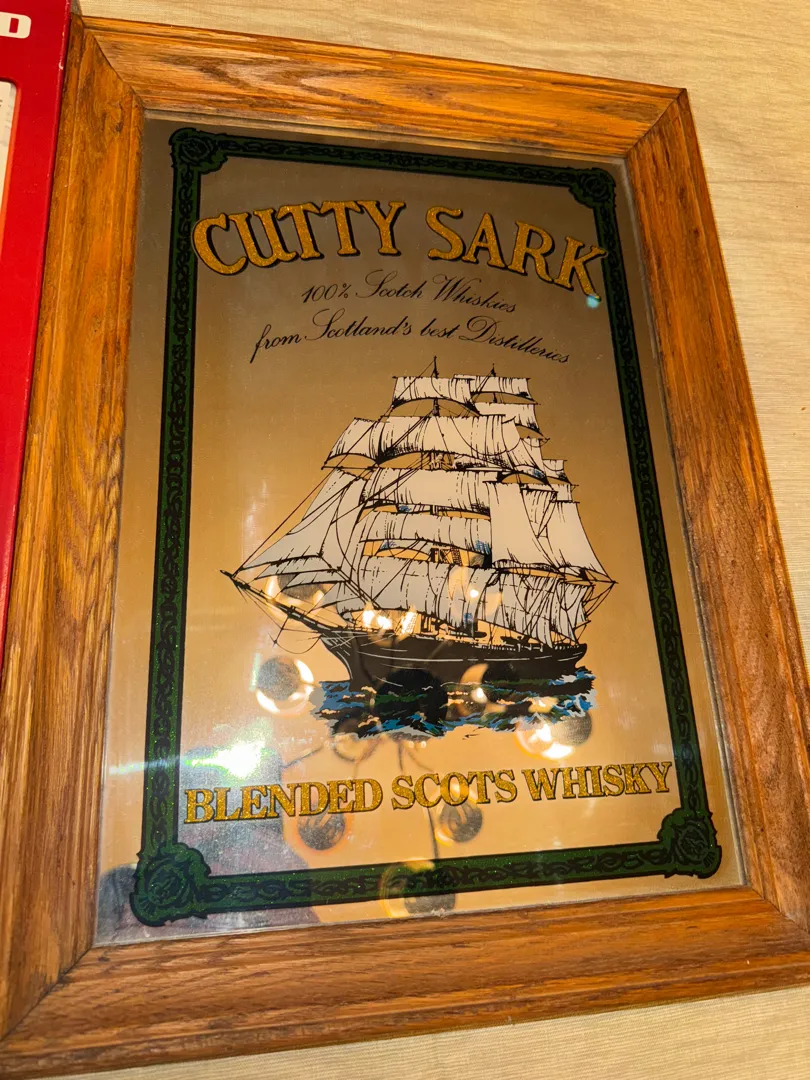 CUTTY SARK
100% Scotch Whiskies
from Scotland's best Distilleries
BLENDED SCOTS WHISKY